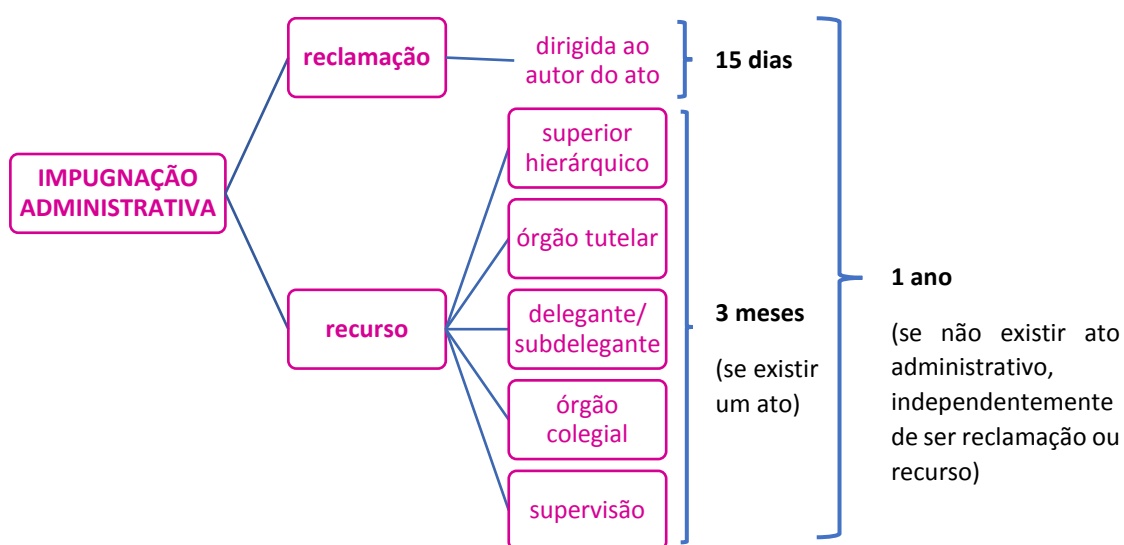 IMPUGNAÇÃO
ADMINISTRATIVA
reclamação
dirigida ao
autor do ato
15 dias
recurso
superior
hierárquico
órgão tutelar
delegante/
subdelegante
órgão
colegial
supervisão
3 meses
(se existir
um ato)
1 ano
(se não existir ato
administrativo,
independentemente
de ser reclamação ou
recurso)